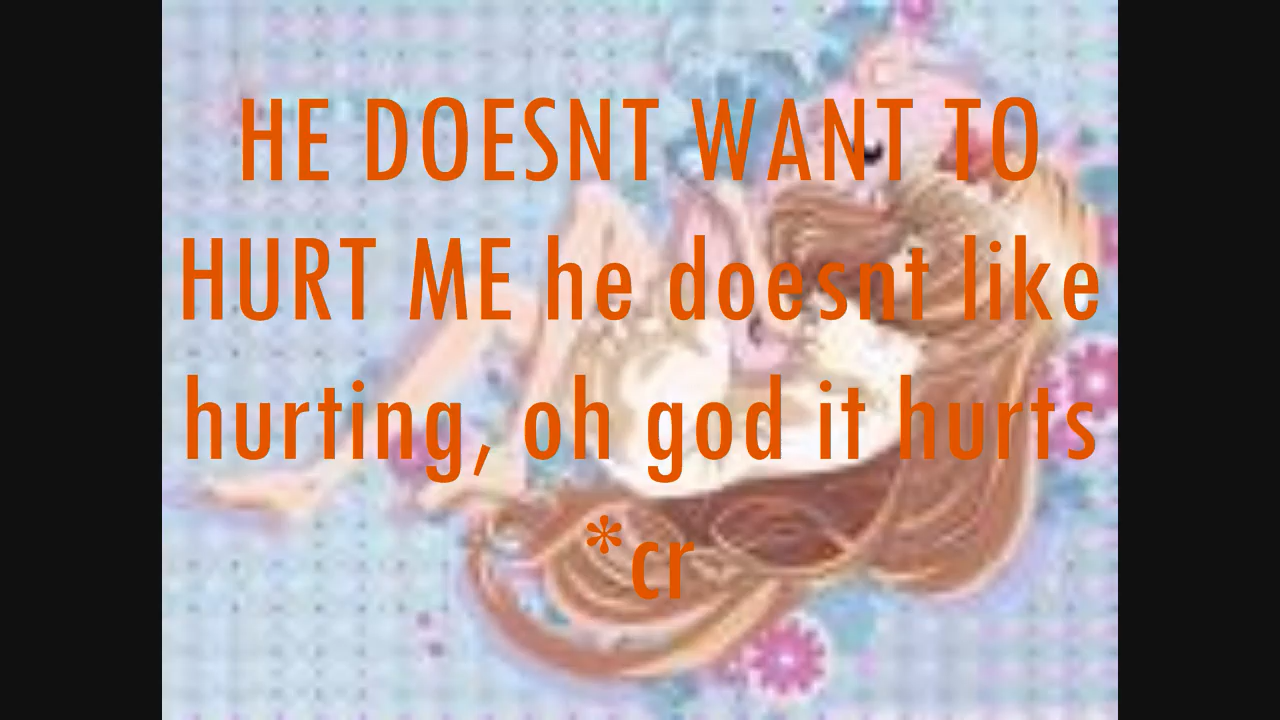 HE DOESNT WANT TO
HURT ME he doesnt like
hurting, oh god it hurts
*cr